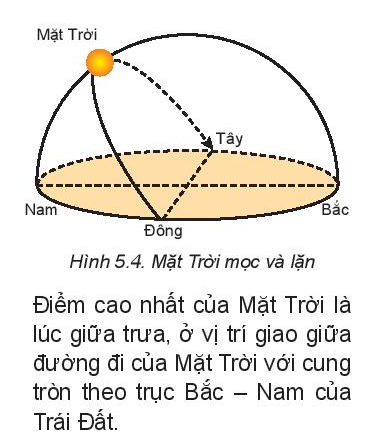 Mặt Trời
Tây
Nam
Bắc
Đông
Hình 5.4. Mặt Trời mọc và lặn
Điểm cao nhất của Mặt Trời là
lúc giữa trưa, ở vị trí giao giữa
đường đi của Mặt Trời với cung
tròn theo trục Bắc – Nam của
Trái Đất.